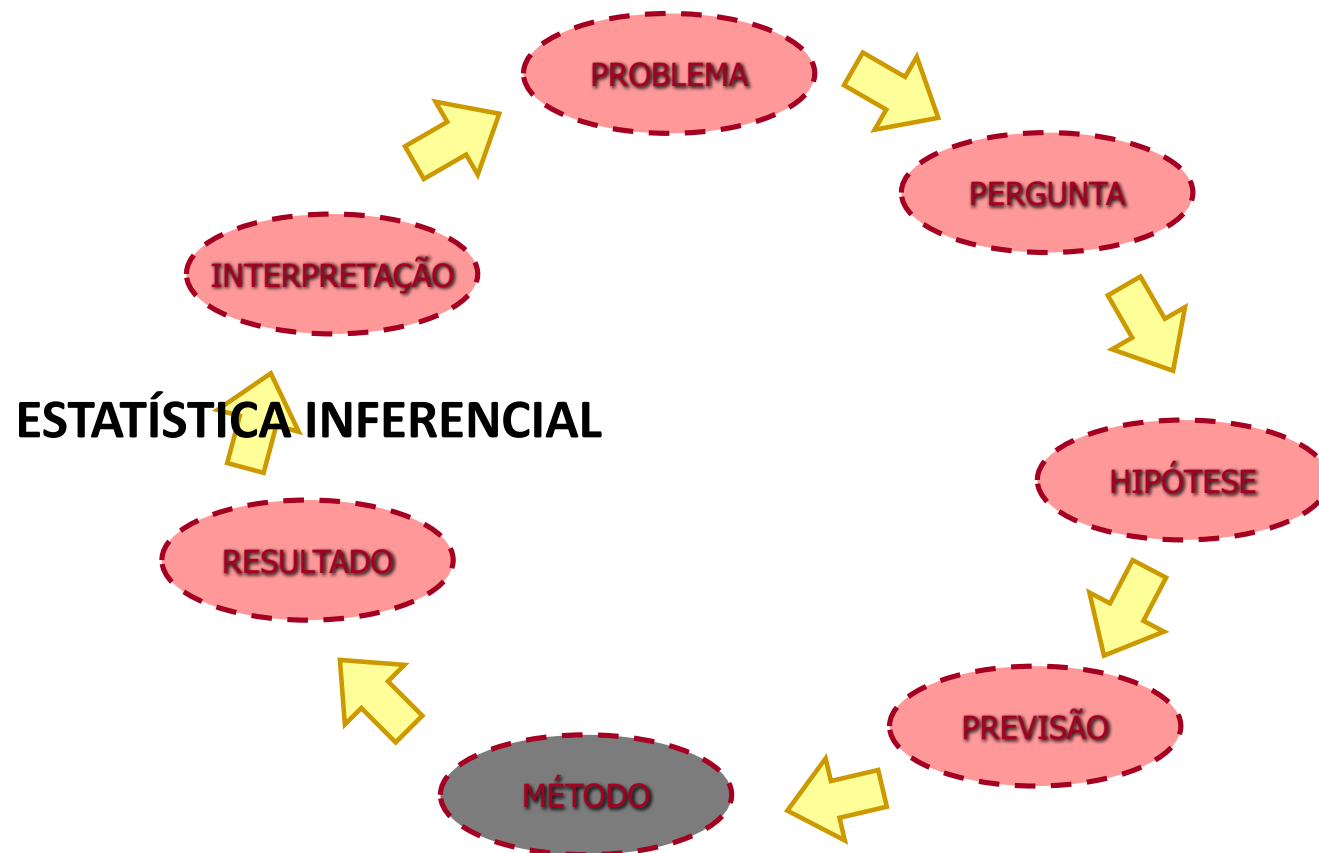 PROBLEMA
PERGUNTA
INTERPRETAÇÃO
ESTATÍSTICA INFERENCIAL
HIPÓTESE
RESULTADO
PREVISÃO
MÉTODO